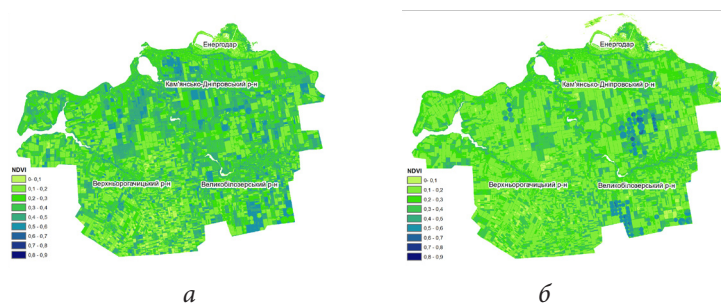 Енергодар
Кам'янсько-Дніпровський р-н
Верхньорогачицький р-н
Великобілозерський р-н
NDVI
0- 0,1
0,1 - 0,2
0,2 - 0,3
0,3 - 0,4
0,4 - 0,5
0,5 - 0,6
0,6 - 0,7
0,7 - 0,8
0,8 - 0,9
а
Енергодар
Кам'янсько-Дніпровський р-н
Верхньорогачицький р-н
Великобілозерський р-н
NDVI
0 - 0,1
0,1 - 0,2
0,2 - 0,3
0,3 - 0,4
0,4 - 0,5
0,5 - 0,6
0,6 - 0,7
0,7 - 0,8
0,8 - 0,9
б